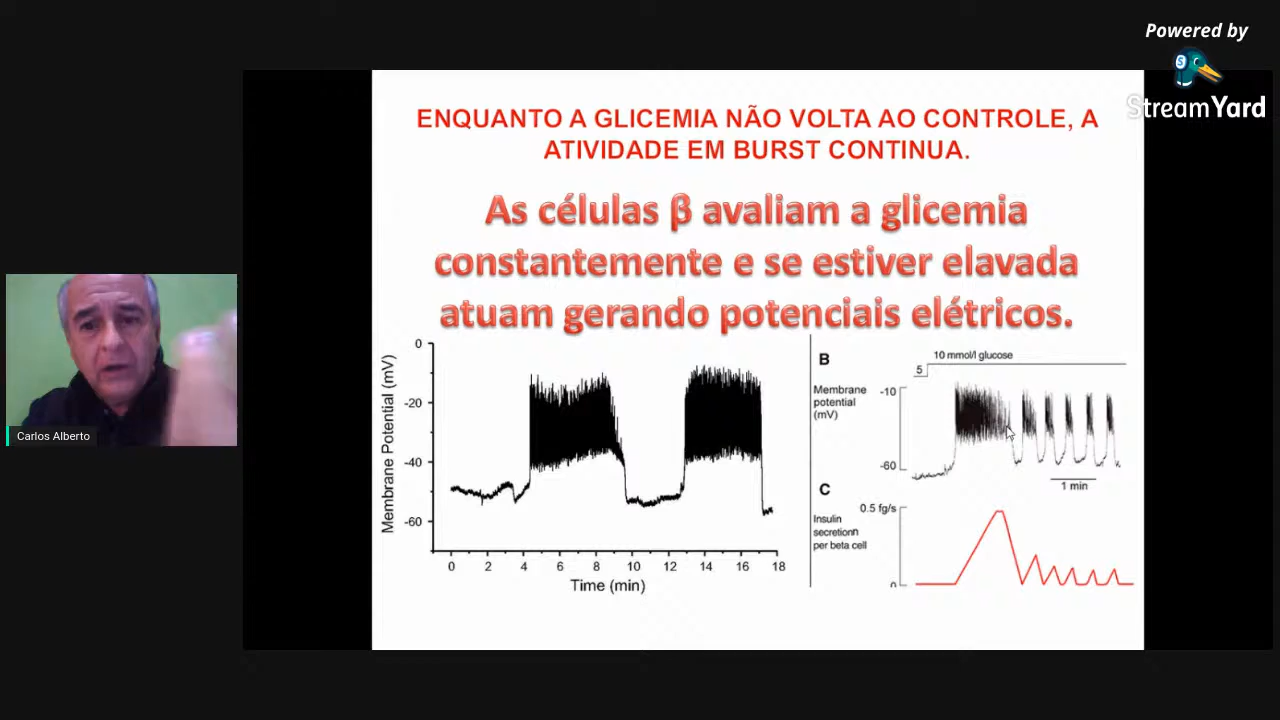 Powered by
StreamYard
ENQUANTO A GLICEMIA NÃO VOLTA AO CONTROLE, A
ATIVIDADE EM BURST CONTINUA.
As células β avaliam a glicemia
constantemente e se estiver elavada
atuam gerando potenciais elétricos.
Membrane Potential (mV)
0
-20
-40
-60
0 2 4 6 8 10 12 14 16 18
Time (min)
B
10 mmol/l glucose
5
Membrane
potential
(mV)
-10
-60
1 min
C
0.5 fg/s
Insulin
secretionn
per beta cell
0
Carlos Alberto